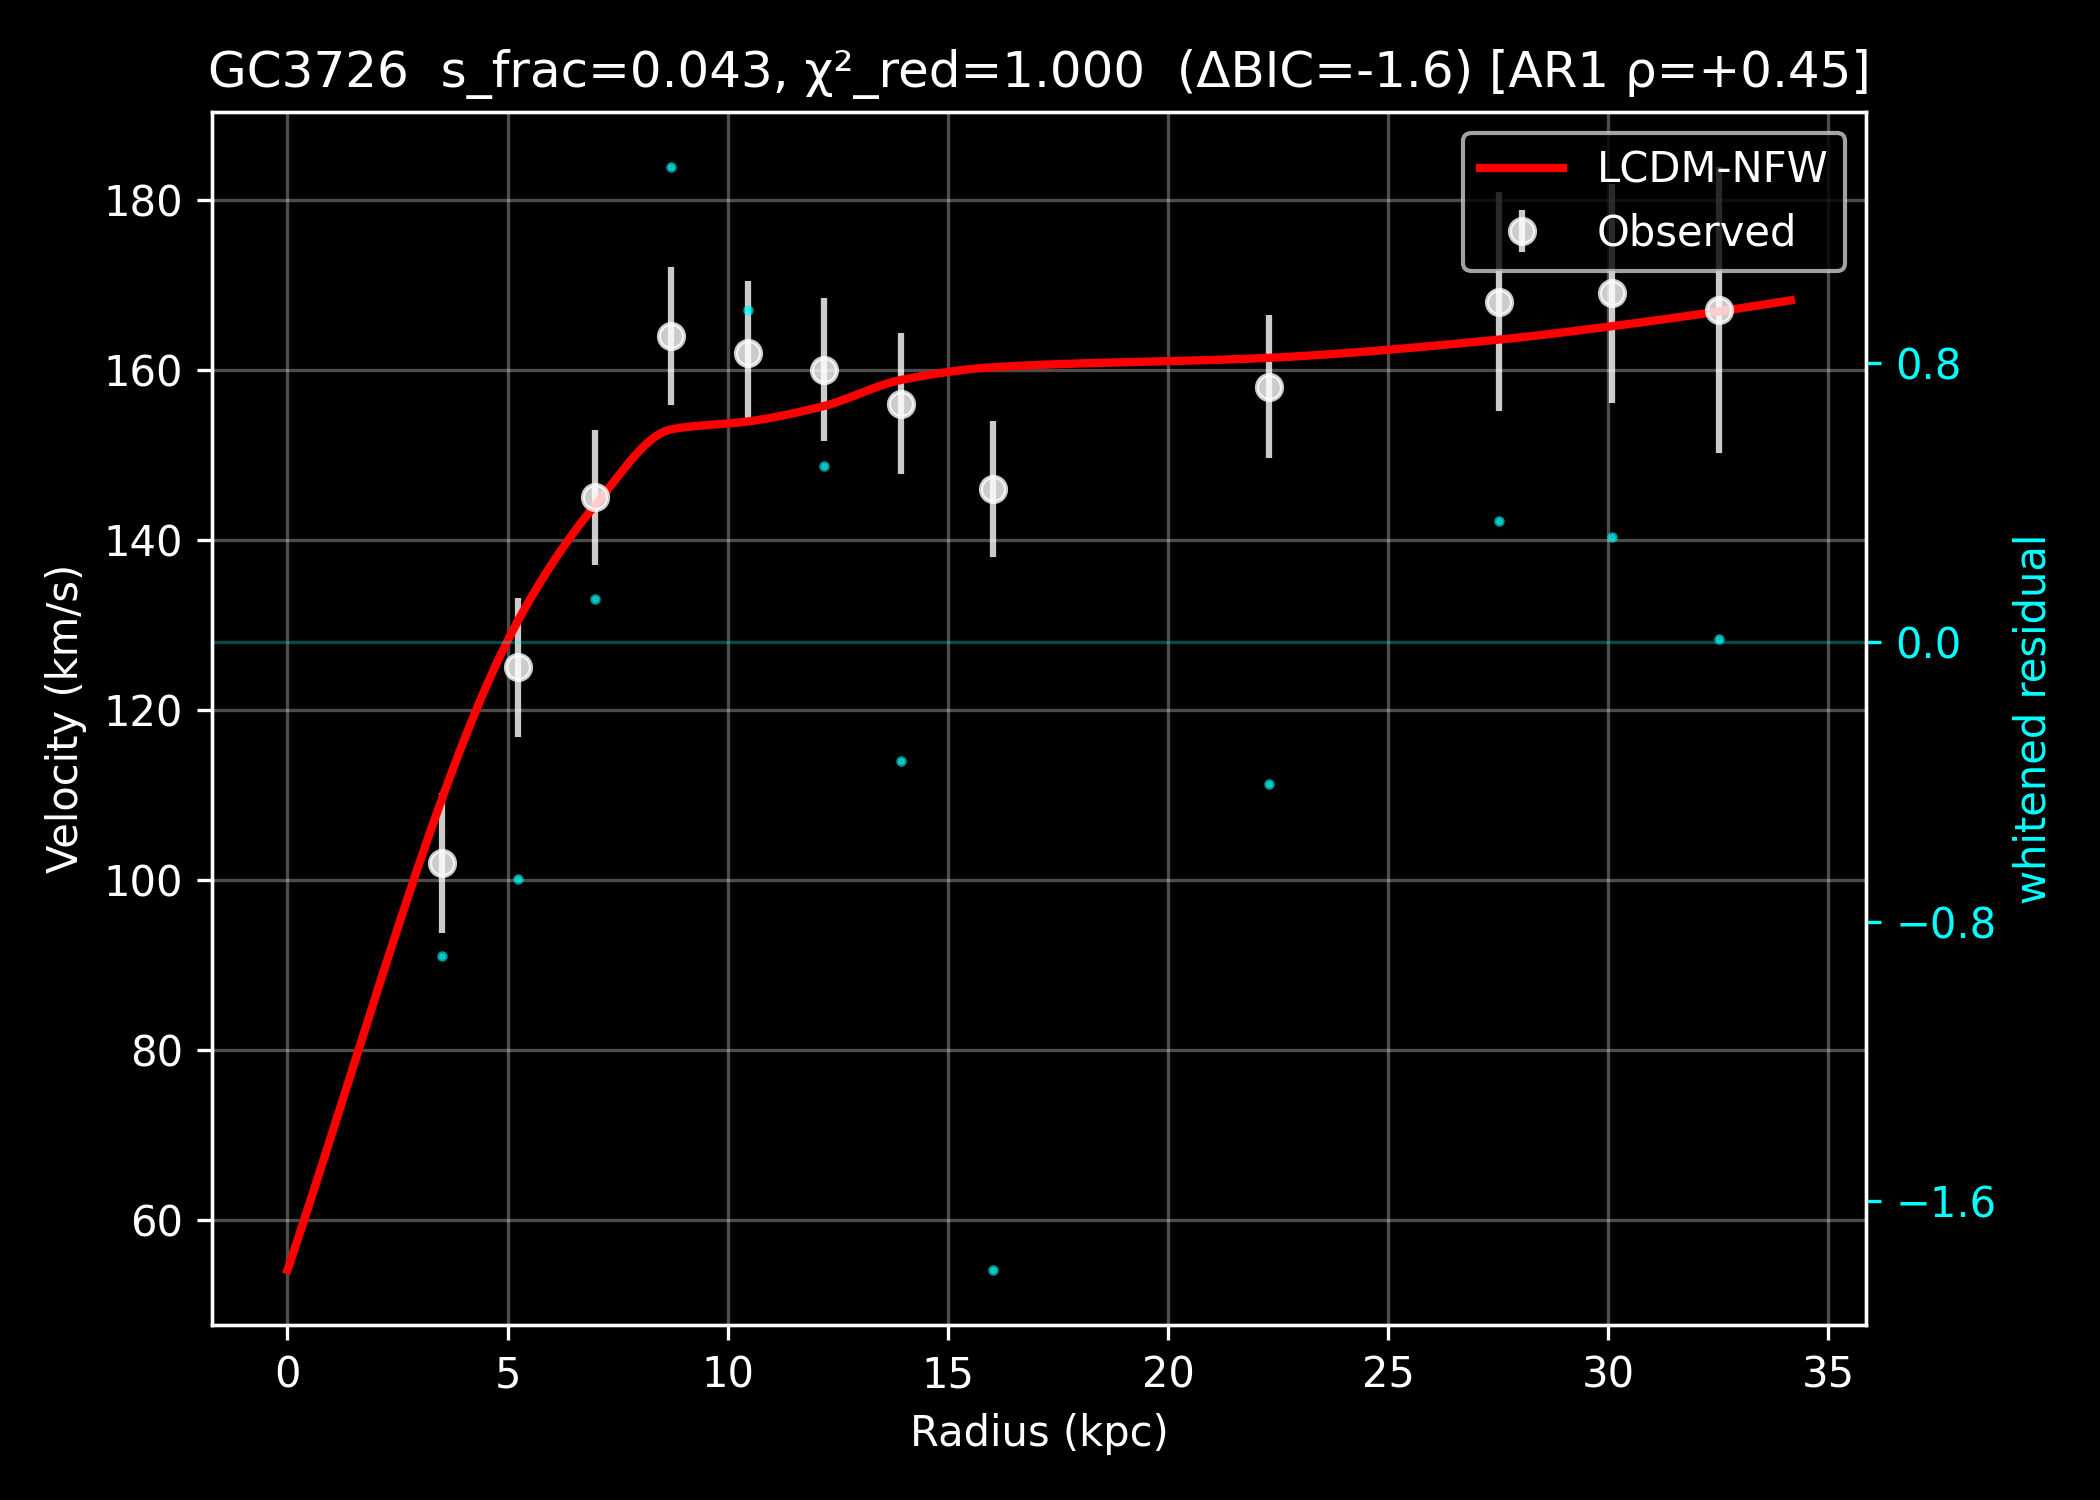 GC3726  s_frac=0.043, χ²_red=1.000  (ΔBIC=-1.6) [AR1 ρ=+0.45]
LCDM-NFW
Observed
180
160
140
120
100
80
60
Velocity (km/s)
0.8
0.0
−0.8
−1.6
whitened residual
0 5 10 15 20 25 30 35
Radius (kpc)